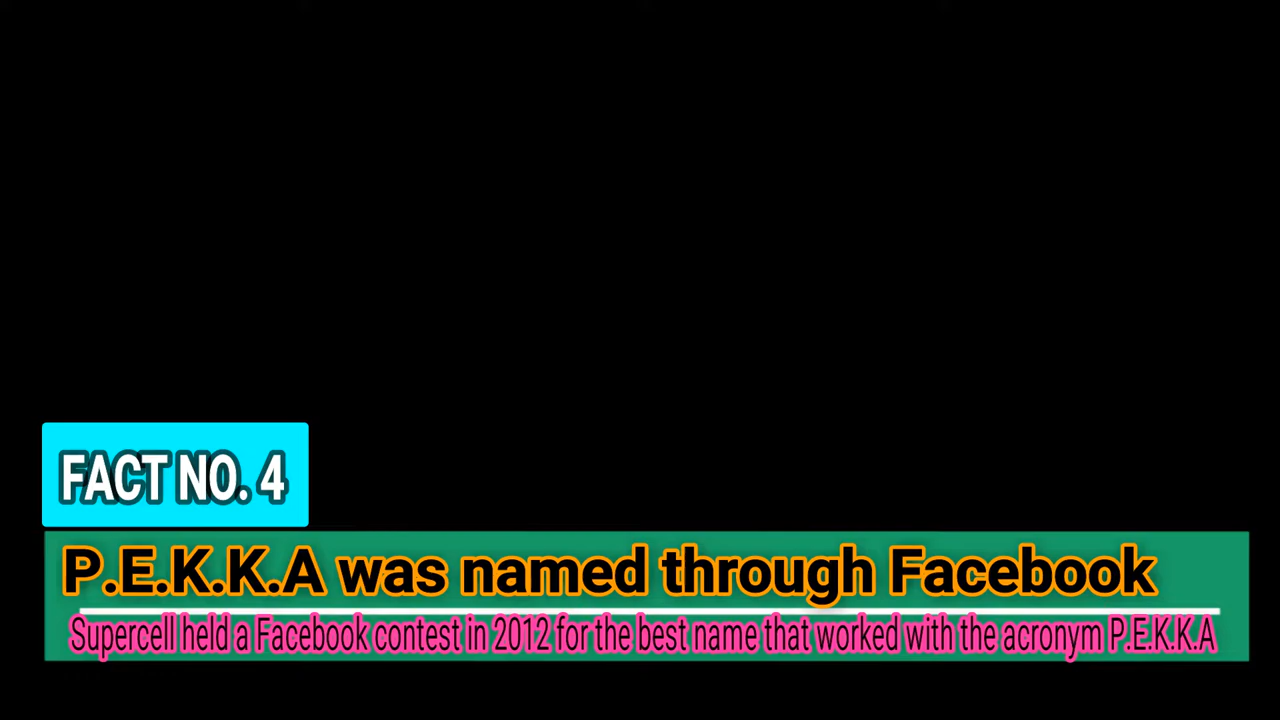 FACT NO. 4
P.E.K.K.A was named through Facebook
Supercell held a Facebook contest in 2012 for the best name that worked with the acronym P.E.K.K.A